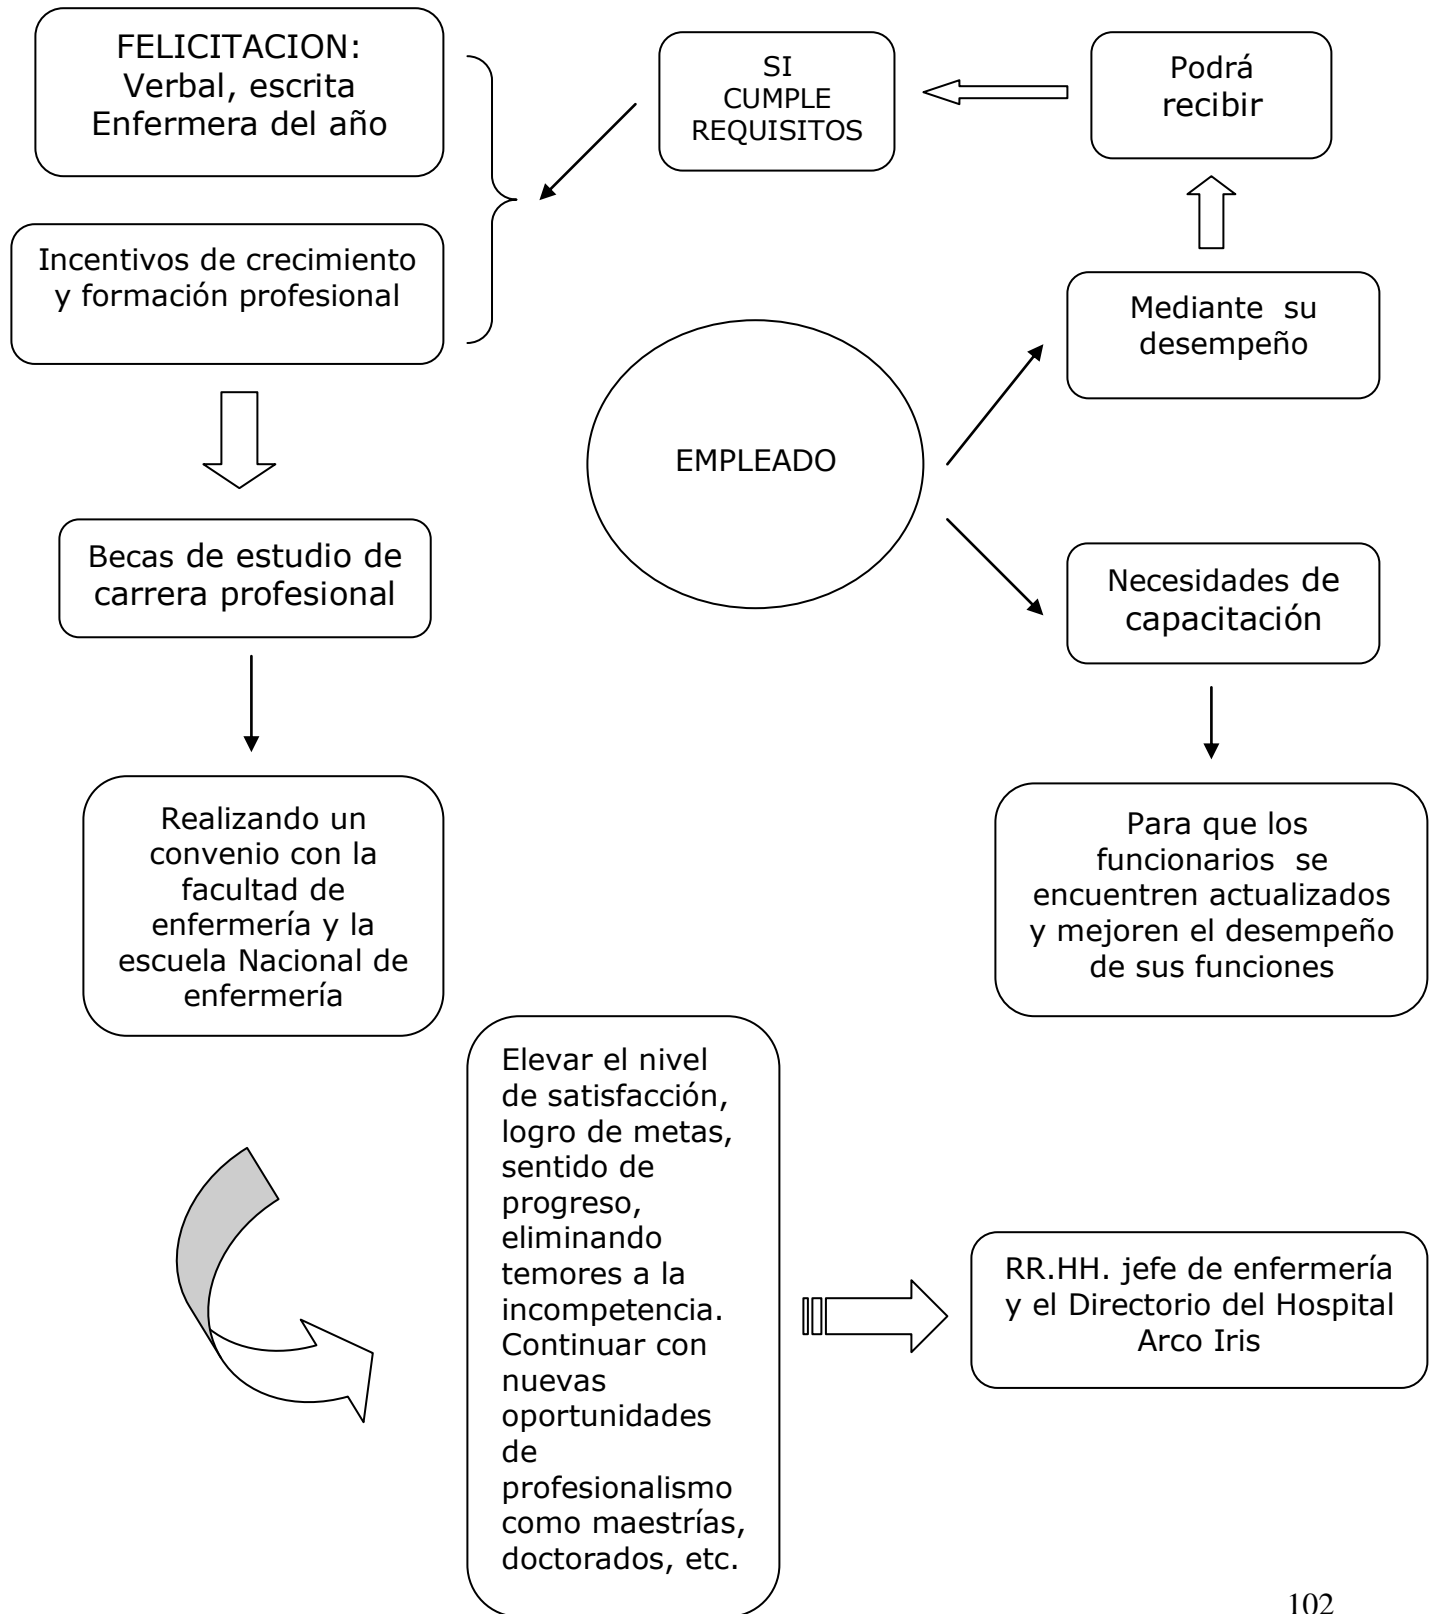 FELICITACION:
Verbal, escrita
Enfermera del año
SI
CUMPLE
REQUISITOS
Podrá
recibir
Incentivos de crecimiento
y formación profesional
Mediante su
desempeño
EMPLEADO
Becas de estudio de
carrera profesional
Necesidades de
capacitación
Realizando un
convenio con la
facultad de
enfermería y la
escuela Nacional de
enfermería
Para que los
funcionarios se
encuentren actualizados
y mejoren el desempeño
de sus funciones
Elevar el nivel
de satisfacción,
logro de metas,
sentido de
progreso,
eliminando
temores a la
incompetencia.
Continuar con
nuevas
oportunidades
de
profesionalismo
como maestrías,
doctorados, etc.
RR.HH. jefe de enfermería
y el Directorio del Hospital
Arco Iris
102